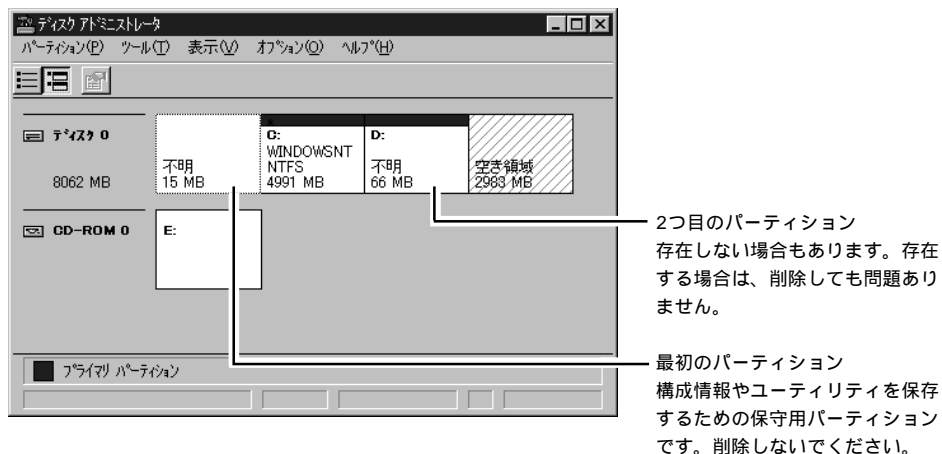 ディスク アドミニストレータ
パーティション(P) ツール(T) 表示(V) オプション(O) ヘルプ(H)
ディスク 0
8062 MB
不明
15 MB
C:
WINDOWSNT
NTFS
4991 MB
D:
不明
66 MB
空き領域
2983 MB
CD-ROM 0
E:
プライマリ パーティション
2つ目のパーティション
存在しない場合もあります。存在
する場合は、削除しても問題あり
ません。
最初のパーティション
構成情報やユーティリティを保存
するための保守用パーティション
です。削除しないでください。